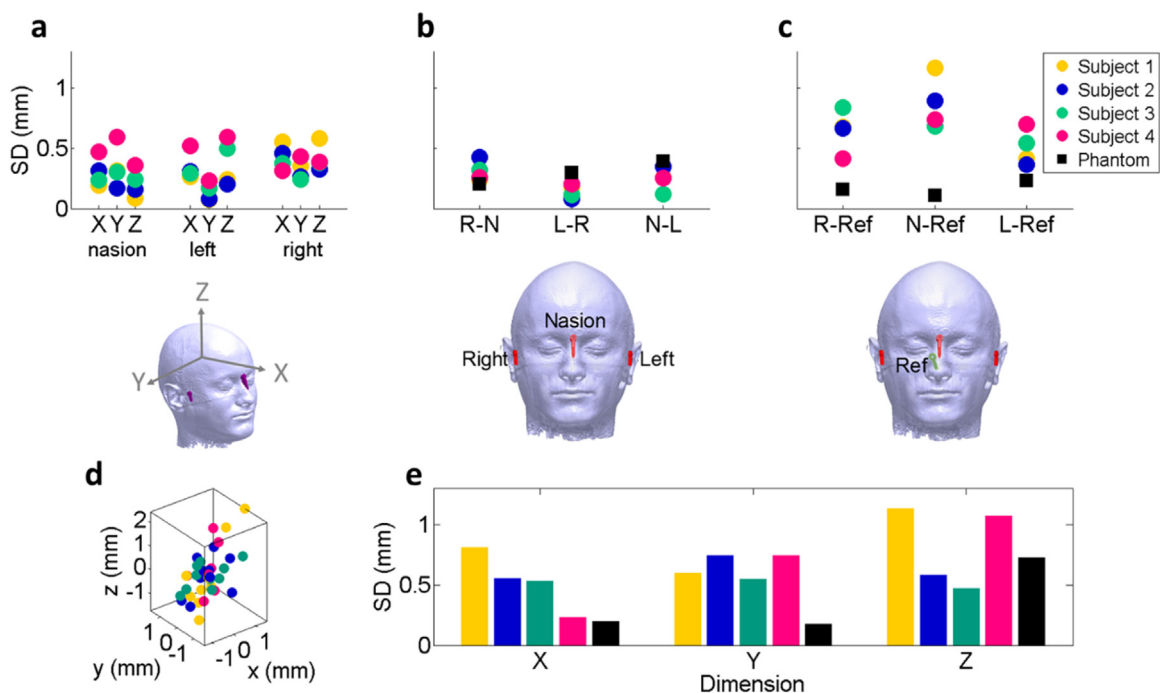 a
SD (mm)
1
0.5
0
X Y Z X Y Z X Y Z
nasion left right
b
R-N L-R N-L
c
R-Ref N-Ref L-Ref
Subject 1
Subject 2
Subject 3
Subject 4
Phantom
Z
Y
X
Nasion
Right
Left
Ref
d
z (mm)
2
1
0
-1
1
0
-1
y (mm)
-1
0
1
x (mm)
e
SD (mm)
1
0.5
0
X Y Z
Dimension